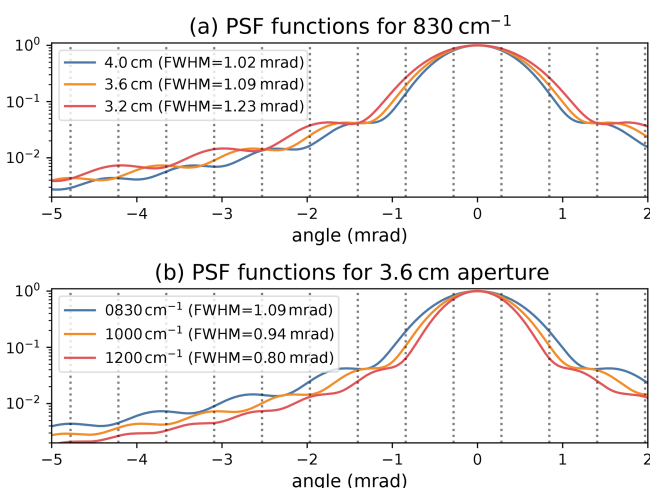 (a) PSF functions for 830 cm⁻¹
10⁰
10⁻¹
10⁻²
4.0 cm (FWHM=1.02 mrad)
3.6 cm (FWHM=1.09 mrad)
3.2 cm (FWHM=1.23 mrad)
−5 −4 −3 −2 −1 0 1 2
angle (mrad)
(b) PSF functions for 3.6 cm aperture
10⁰
10⁻¹
10⁻²
0830 cm⁻¹ (FWHM=1.09 mrad)
1000 cm⁻¹ (FWHM=0.94 mrad)
1200 cm⁻¹ (FWHM=0.80 mrad)
−5 −4 −3 −2 −1 0 1 2
angle (mrad)